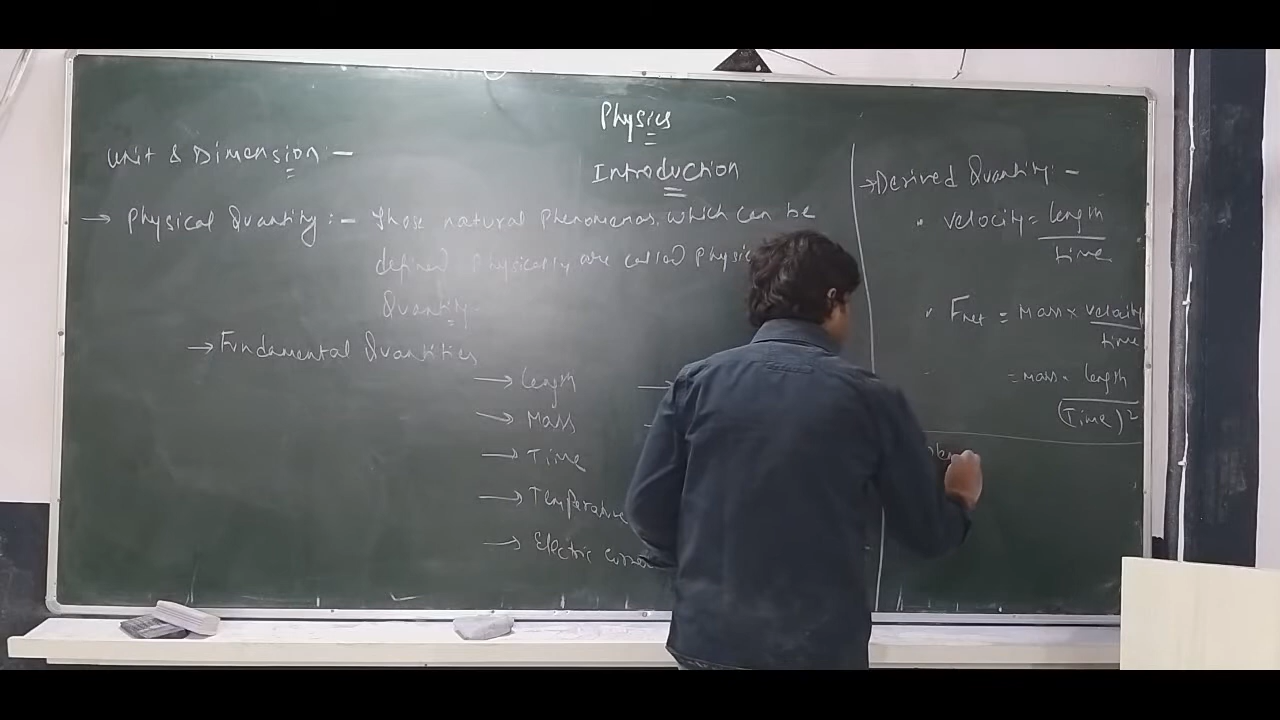 Physics
Introduction
Unit & Dimension :-
→ Physical Quantity :- Those natural phenomenas, which can be
defined physically are called Physic
Quantity.
→ Fundamental Quantities
→ Length
→ Mass
→ Time
→ Temperature
→ Electric curre
→ Derived Quantity :-
• velocity = length
time
• Fnet = Mass × velocity
time
= mass × length
(Time)²